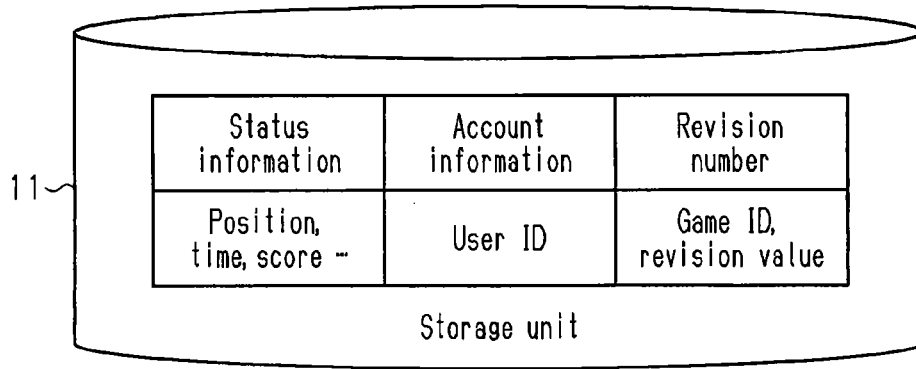 Status
information
Account
information
Revision
number
11
Position,
time, score …
User ID
Game ID,
revision value
Storage unit